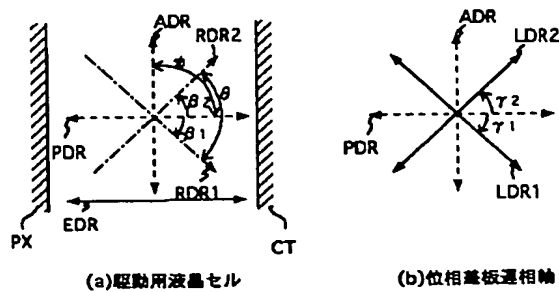 ADR
RDR2
φ
β
β2
β1
PDR
RDR1
EDR
PX
CT
(a)駆動用液晶セル
ADR
LDR2
γ2
γ1
PDR
LDR1
(b)位相差板遅相軸